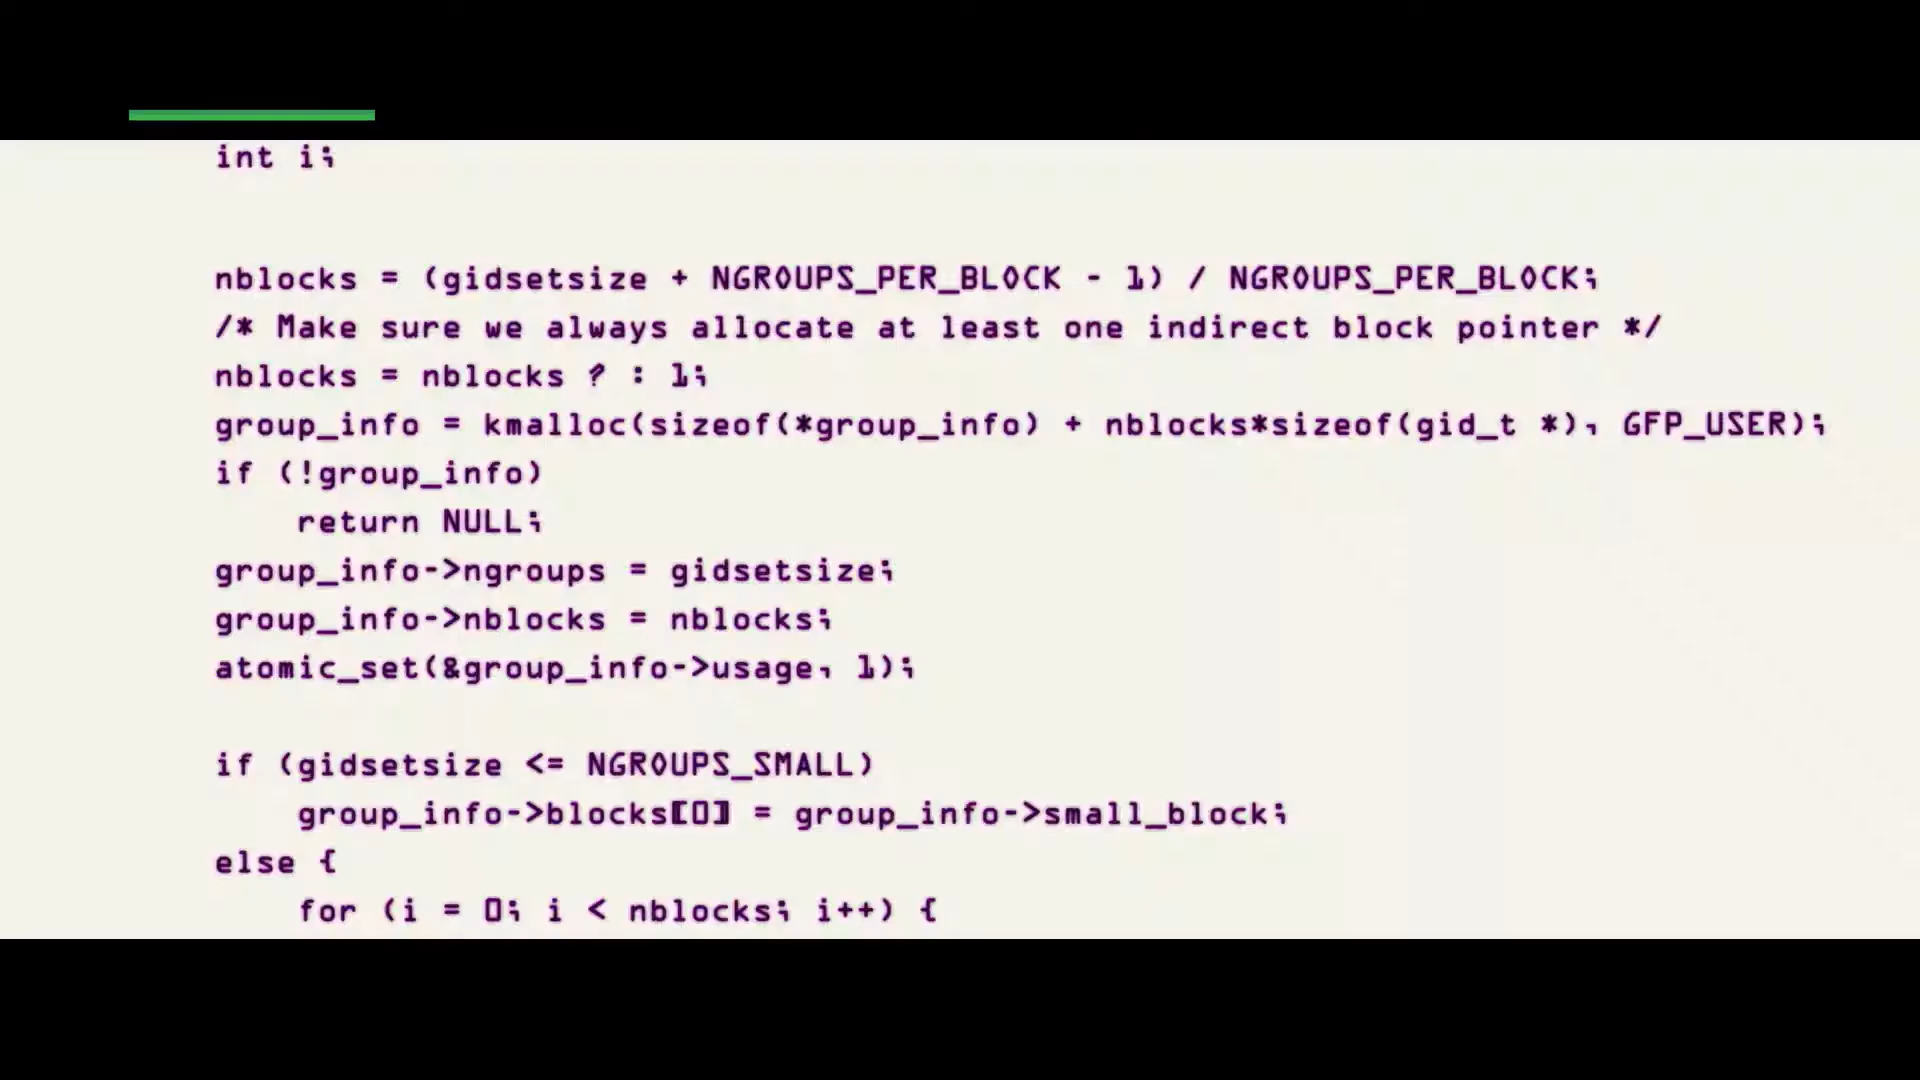 int i;
nblocks = (gidsetsize + NGROUPS_PER_BLOCK - 1) / NGROUPS_PER_BLOCK;
/* Make sure we always allocate at least one indirect block pointer */
nblocks = nblocks ? : 1;
group_info = kmalloc(sizeof(*group_info) + nblocks*sizeof(gid_t *), GFP_USER);
if (!group_info)
    return NULL;
group_info->ngroups = gidsetsize;
group_info->nblocks = nblocks;
atomic_set(&group_info->usage, 1);
if (gidsetsize <= NGROUPS_SMALL)
    group_info->blocks[0] = group_info->small_block;
else {
    for (i = 0; i < nblocks; i++) {